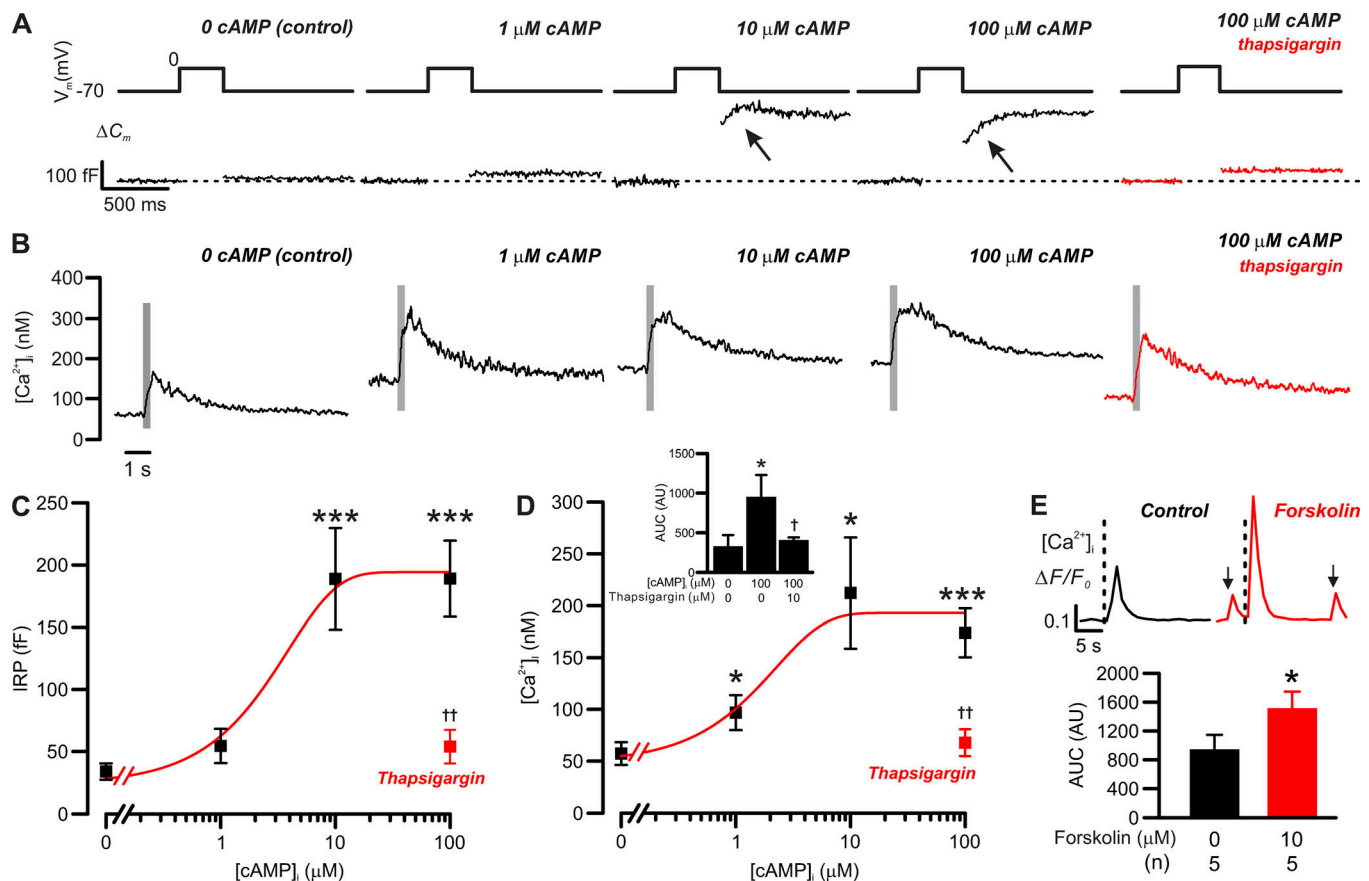 A
0 cAMP (control)
1 µM cAMP
10 µM cAMP
100 µM cAMP
100 µM cAMP
thapsigargin
Vm(mV)
0
-70
ΔCm
100 fF
500 ms
B
0 cAMP (control)
1 µM cAMP
10 µM cAMP
100 µM cAMP
100 µM cAMP
thapsigargin
[Ca2+]i (nM)
400
300
200
100
0
1 s
C
IRP (fF)
250
200
150
100
50
0
***
***
††
Thapsigargin
0
1
10
100
[cAMP]i (µM)
D
[Ca2+]i (nM)
300
250
200
150
100
50
0
*
*
***
††
Thapsigargin
0
1
10
100
[cAMP]i (µM)
AUC (AU)
1500
1000
500
0
*
†
[cAMP]i (µM) 0 100 100
Thapsigargin (µM) 0 0 10
E
Control
Forskolin
[Ca2+]i
ΔF/F0
0.1
5 s
AUC (AU)
2000
1600
1200
800
400
0
*
Forskolin (µM) 0 10
(n) 5 5